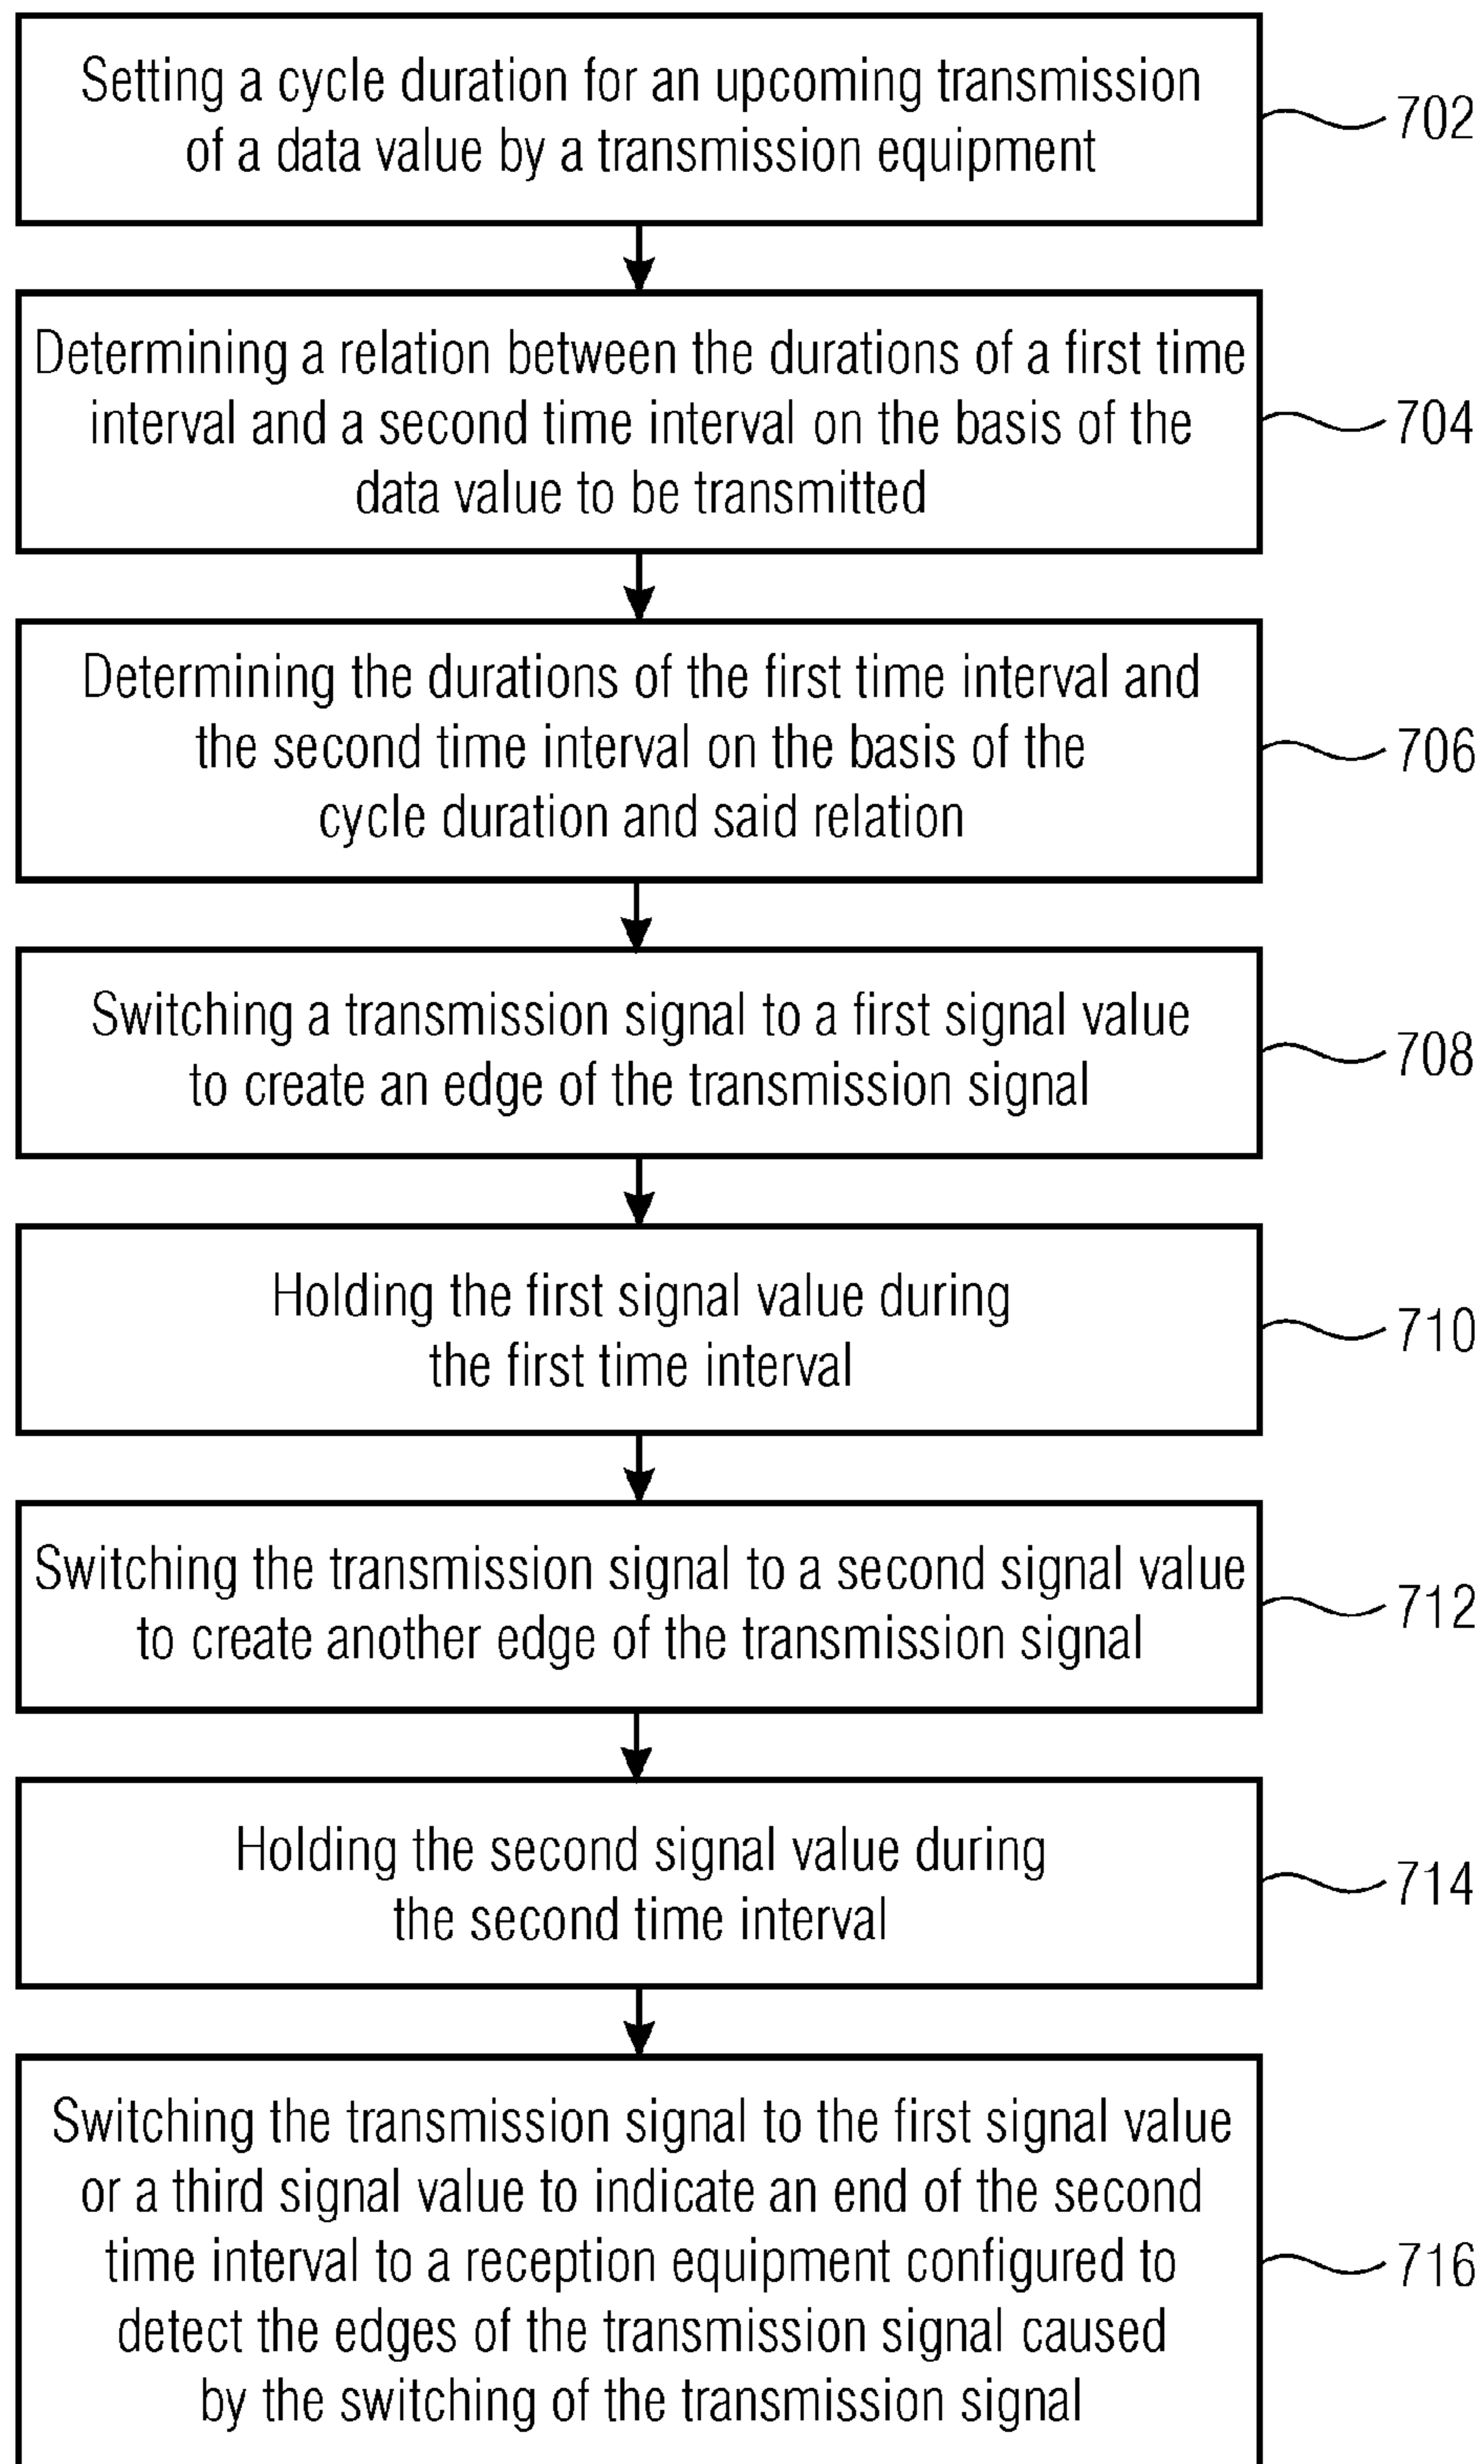 Setting a cycle duration for an upcoming transmission
of a data value by a transmission equipment
702
Determining a relation between the durations of a first time
interval and a second time interval on the basis of the
data value to be transmitted
704
Determining the durations of the first time interval and
the second time interval on the basis of the
cycle duration and said relation
706
Switching a transmission signal to a first signal value
to create an edge of the transmission signal
708
Holding the first signal value during
the first time interval
710
Switching the transmission signal to a second signal value
to create another edge of the transmission signal
712
Holding the second signal value during
the second time interval
714
Switching the transmission signal to the first signal value
or a third signal value to indicate an end of the second
time interval to a reception equipment configured to
detect the edges of the transmission signal caused
by the switching of the transmission signal
716